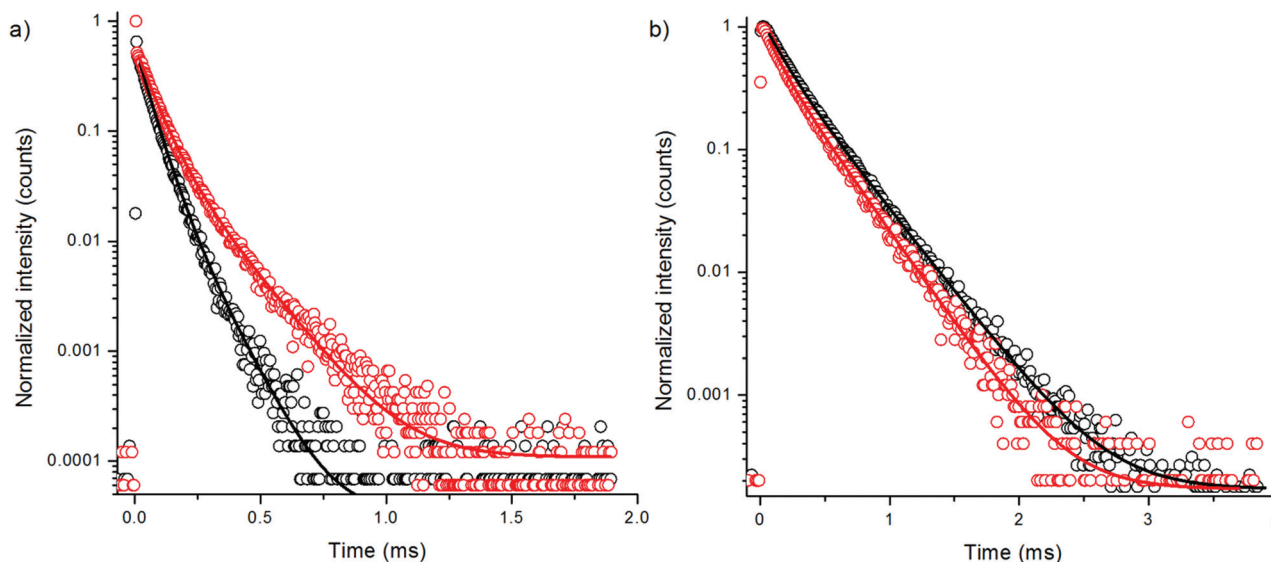 a)
Normalized intensity (counts)
1
0.1
0.01
0.001
0.0001
0.0 0.5 1.0 1.5 2.0
Time (ms)
b)
Normalized intensity (counts)
1
0.1
0.01
0.001
0 1 2 3
Time (ms)